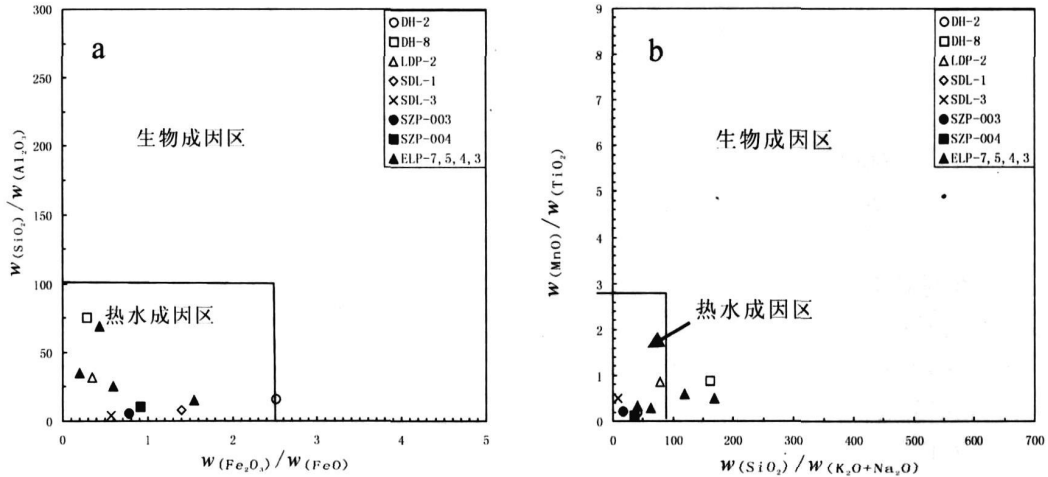 a
300
250
200
150
100
50
0
w(SiO₂)/w(Al₂O₃)
生物成因区
热水成因区
DH-2
DH-8
LDP-2
SDL-1
SDL-3
SZP-003
SZP-004
ELP-7,5,4,3
0 1 2 3 4 5
w(Fe₂O₃)/w(FeO)
b
9
8
7
6
5
4
3
2
1
0
w(MnO)/w(TiO₂)
生物成因区
热水成因区
DH-2
DH-8
LDP-2
SDL-1
SDL-3
SZP-003
SZP-004
ELP-7,5,4,3
0 100 200 300 400 500 600 700
w(SiO₂)/w(K₂O+Na₂O)